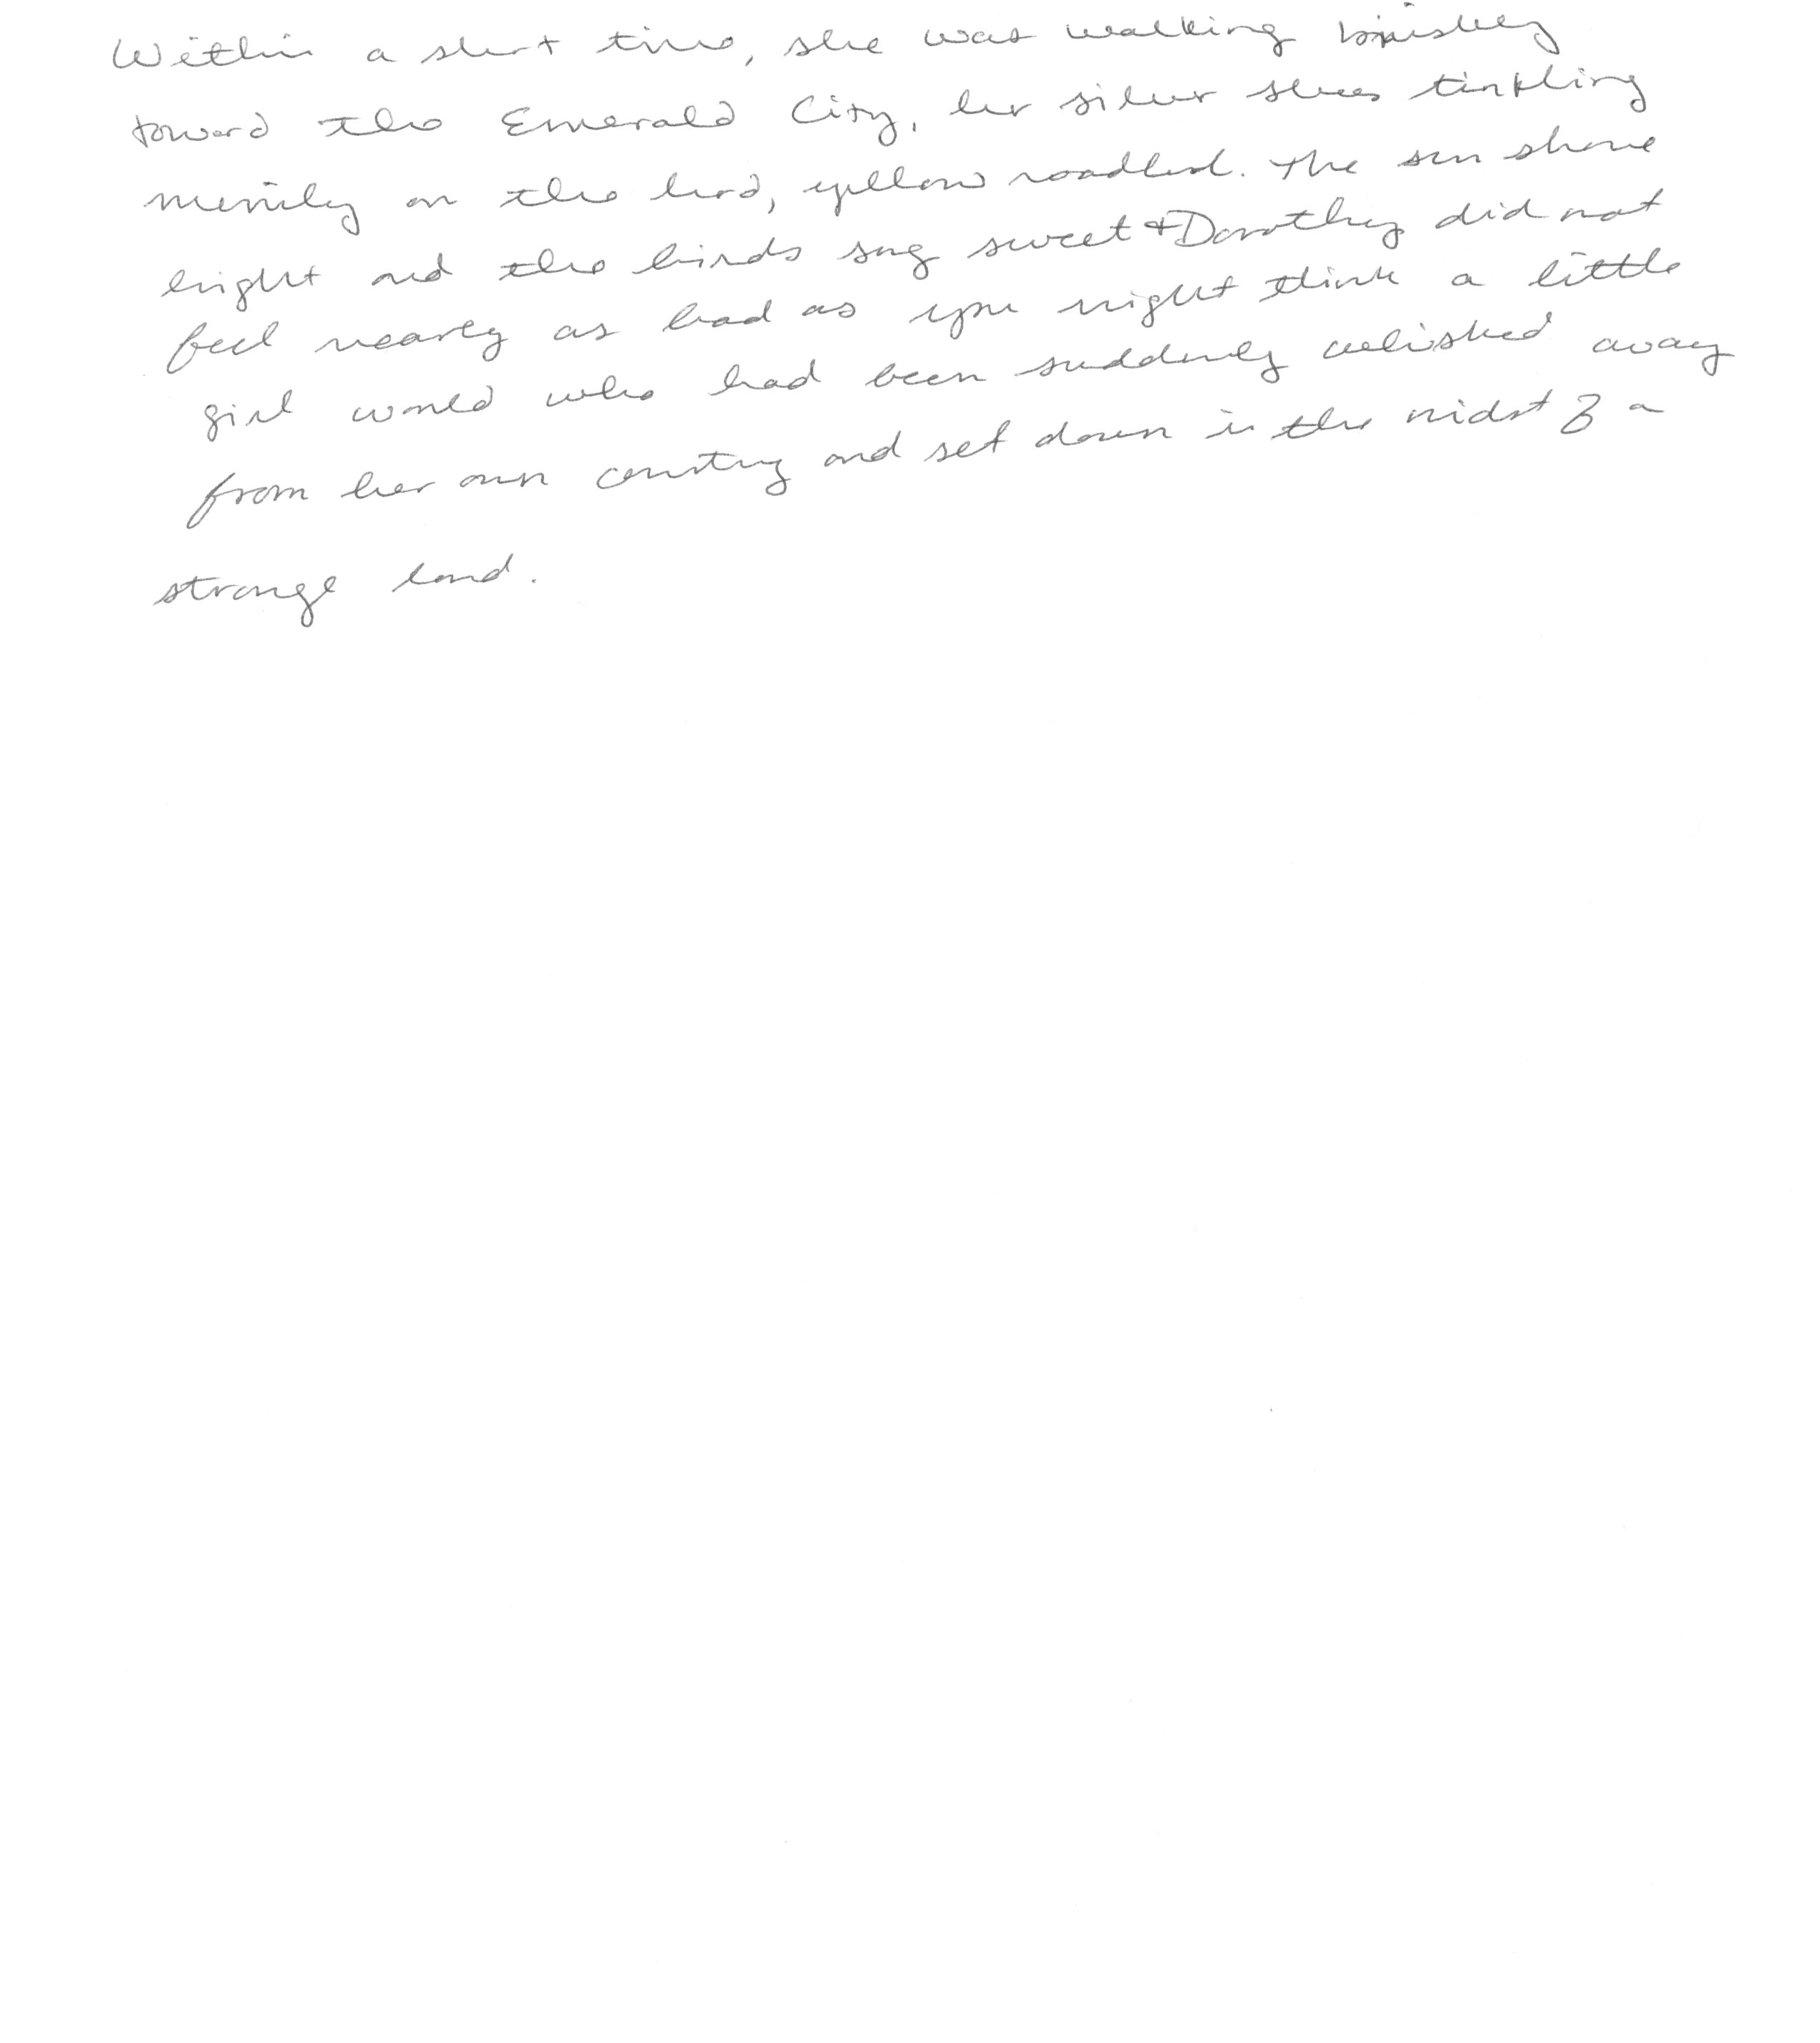 Within a short time, she was walking briskly
toward the Emerald City, her silver shoes tinkling
merrily on the hard, yellow roadbed. The sun shone
bright and the birds sang sweet & Dorothy did not
feel nearly as bad as you might think a little
girl would who had been suddenly whisked away
from her own country and set down in the midst of a
strange land.